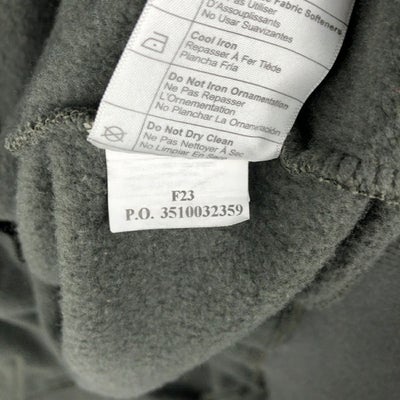 Fabric Softeners
D'Assouplissants
No Usar Suavizantes
Cool Iron
Repasser À Fer Tiède
Plancha Fría
Do Not Iron Ornamentation
Ne Pas Repasser
L'Ornementation
No Planchar La Ornamentación
Do Not Dry Clean
Ne Pas Nettoyer À Sec
No Limpiar En Seco
F23
P.O. 3510032359